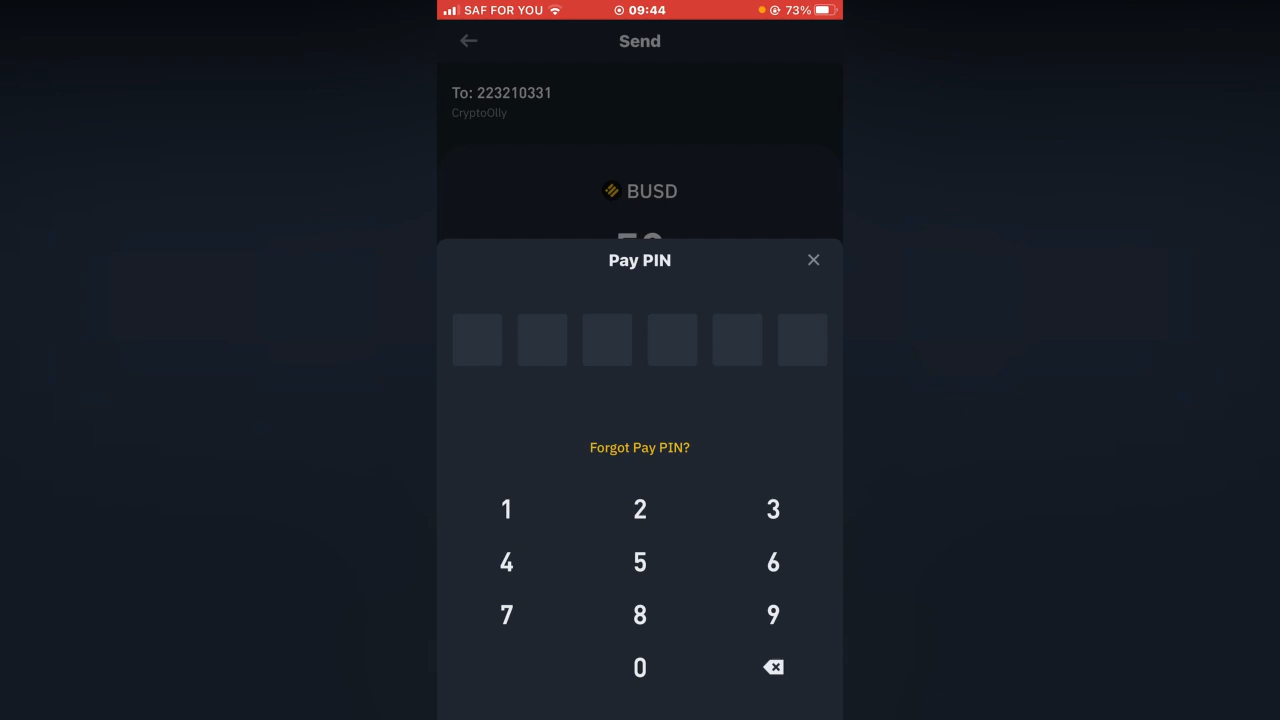 SAF FOR YOU 09:44 73%
Send
To: 223210331
CryptoOlly
BUSD
Pay PIN
Forgot Pay PIN?
1 2 3
4 5 6
7 8 9
0